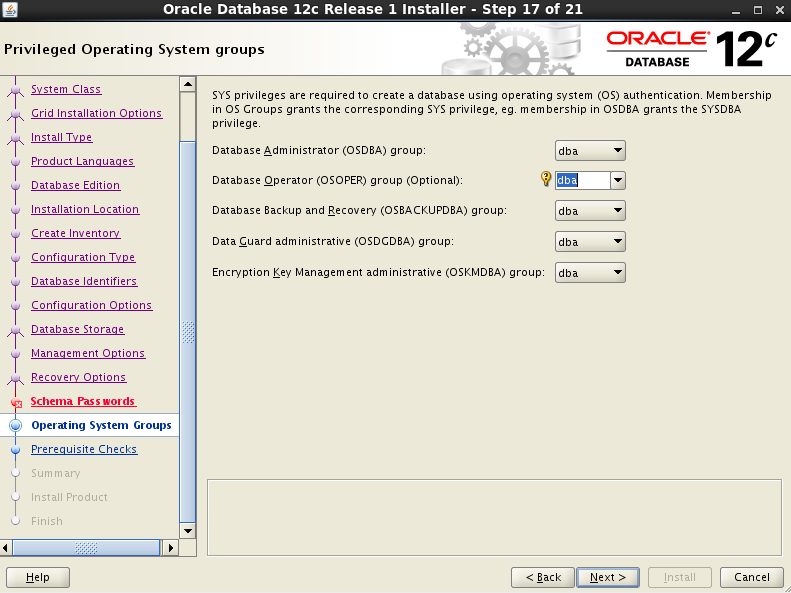 Oracle Database 12c Release 1 Installer - Step 17 of 21
Privileged Operating System groups
ORACLE®
DATABASE
12c
System Class
Grid Installation Options
Install Type
Product Languages
Database Edition
Installation Location
Create Inventory
Configuration Type
Database Identifiers
Configuration Options
Database Storage
Management Options
Recovery Options
Schema Passwords
Operating System Groups
Prerequisite Checks
Summary
Install Product
Finish
SYS privileges are required to create a database using operating system (OS) authentication. Membership
in OS Groups grants the corresponding SYS privilege, eg. membership in OSDBA grants the SYSDBA
privilege.
Database Administrator (OSDBA) group: dba
Database Operator (OSOPER) group (Optional): dba
Database Backup and Recovery (OSBACKUPDBA) group: dba
Data Guard administrative (OSDGDBA) group: dba
Encryption Key Management administrative (OSKMDBA) group: dba
Help
< Back
Next >
Install
Cancel